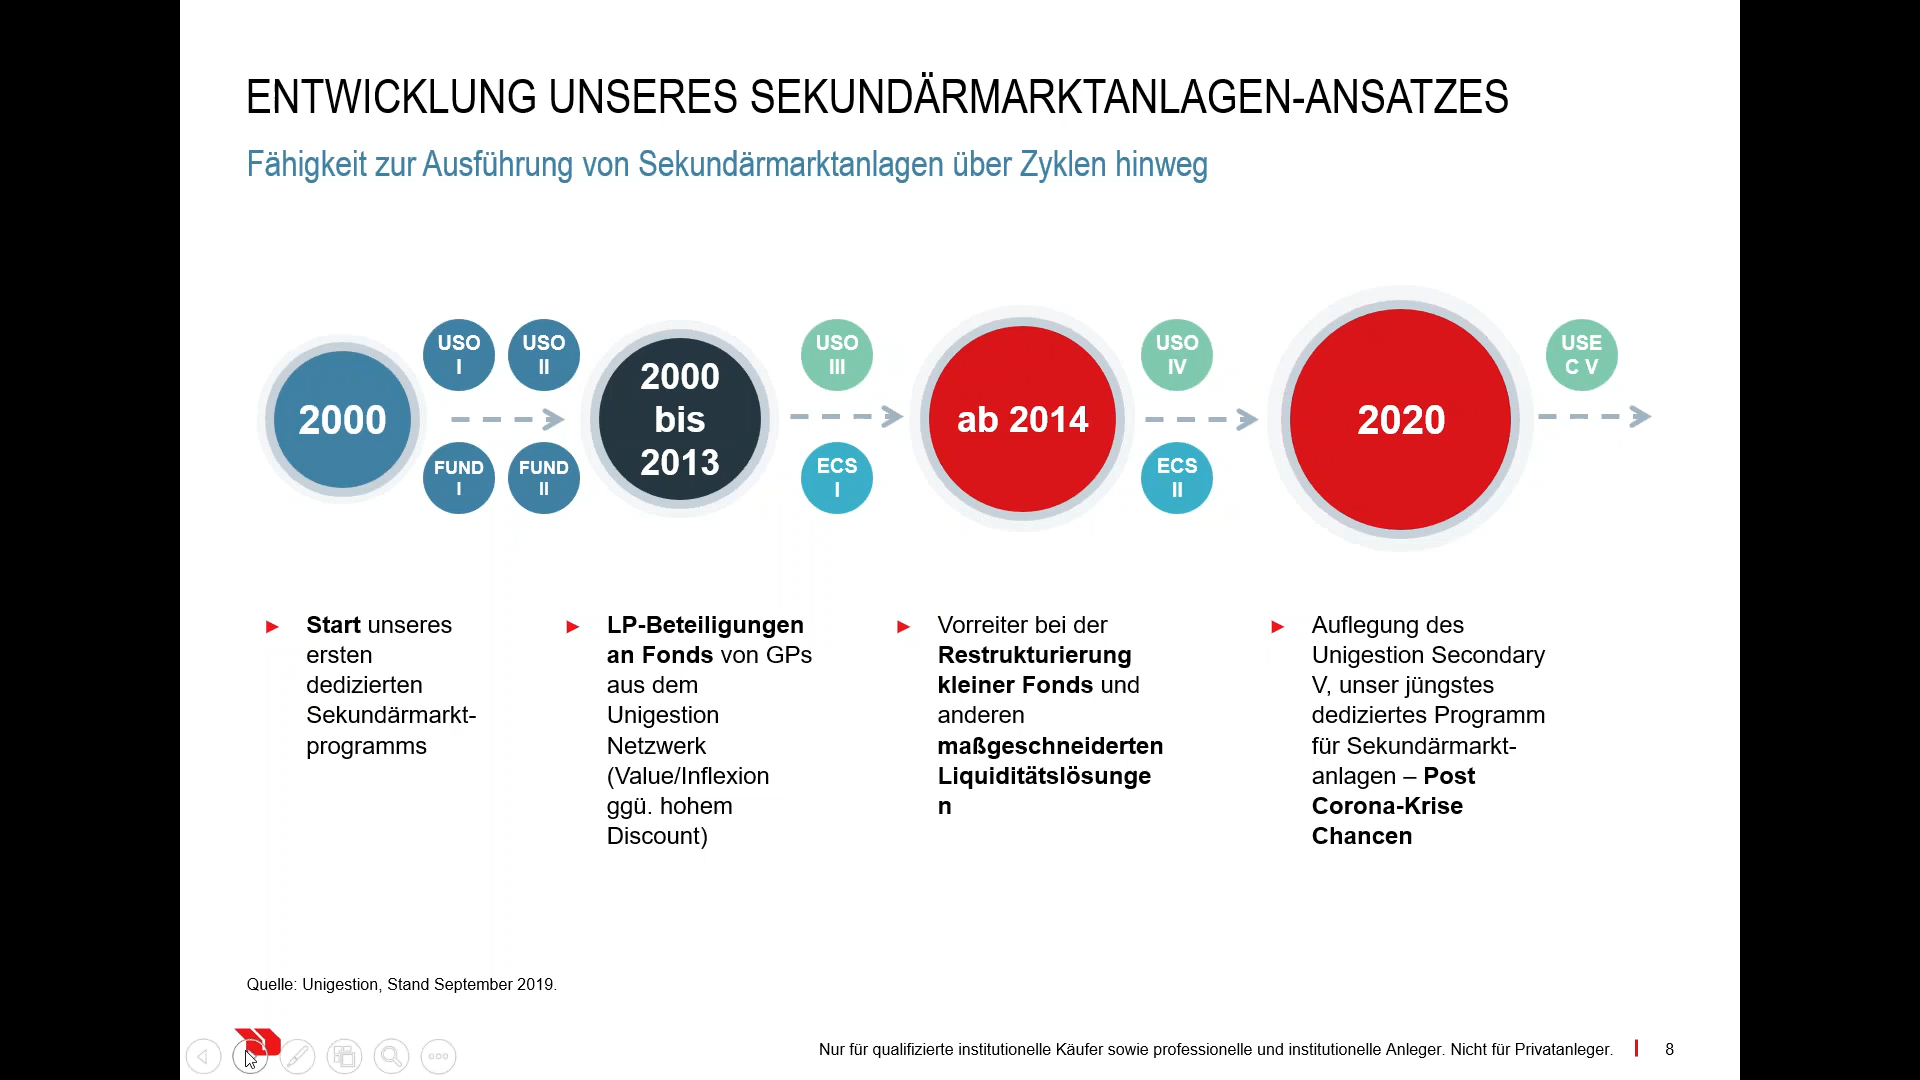 ENTWICKLUNG UNSERES SEKUNDÄRMARKTANLAGEN-ANSATZES
Fähigkeit zur Ausführung von Sekundärmarktanlagen über Zyklen hinweg
2000
USO
I
USO
II
FUND
I
FUND
II
2000
bis
2013
USO
III
ECS
I
ab 2014
USO
IV
ECS
II
2020
USE
C V
► Start unseres
ersten
dedizierten
Sekundärmarkt-
programms
► LP-Beteiligungen
an Fonds von GPs
aus dem
Unigestion
Netzwerk
(Value/Inflexion
ggü. hohem
Discount)
► Vorreiter bei der
Restrukturierung
kleiner Fonds und
anderen
maßgeschneiderten
Liquiditätslösunge
n
► Auflegung des
Unigestion Secondary
V, unser jüngstes
dediziertes Programm
für Sekundärmarkt-
anlagen – Post
Corona-Krise
Chancen
Quelle: Unigestion, Stand September 2019.
Nur für qualifizierte institutionelle Käufer sowie professionelle und institutionelle Anleger. Nicht für Privatanleger.
8